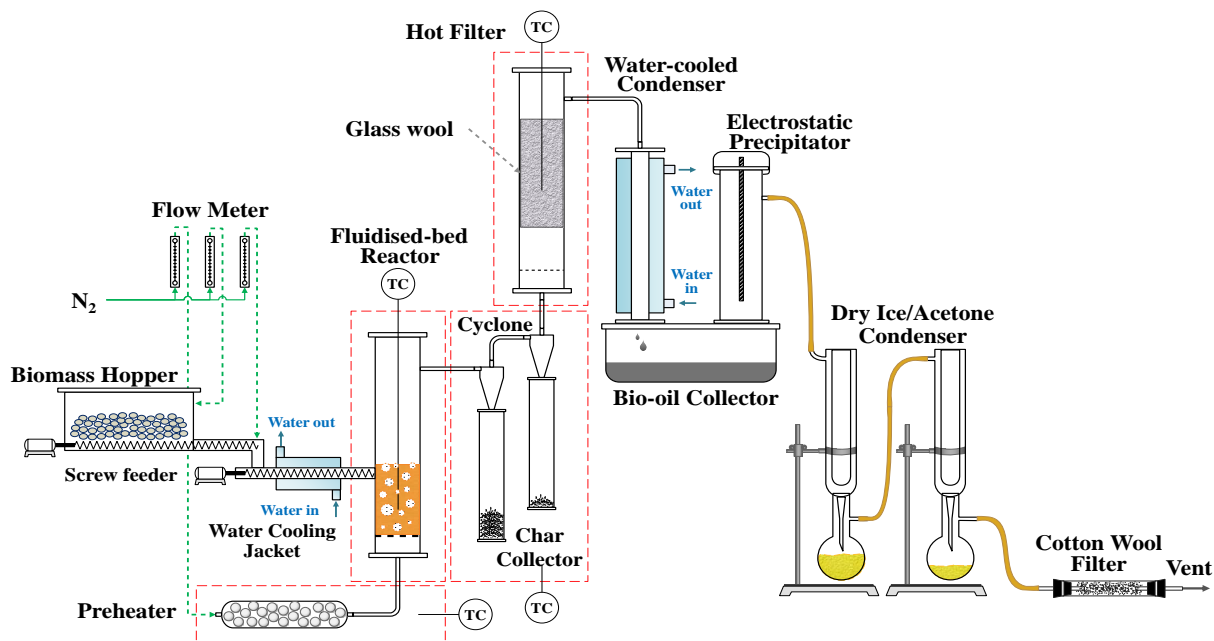 TC
Hot Filter
Water-cooled
Condenser
Glass wool
Electrostatic
Precipitator
Water
out
Water
in
Flow Meter
N2
Fluidised-bed
Reactor
TC
Cyclone
Dry Ice/Acetone
Condenser
Biomass Hopper
Bio-oil Collector
Water out
Screw feeder
Water in
Water Cooling
Jacket
Char
Collector
Cotton Wool
Filter
Vent
Preheater
TC
TC